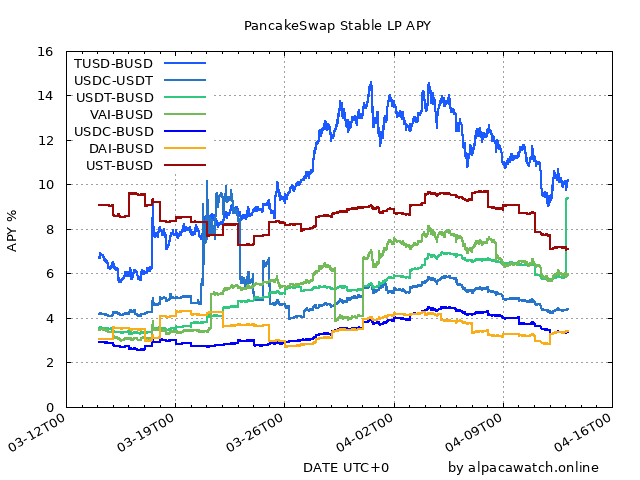 PancakeSwap Stable LP APY
16
14
12
10
8
6
4
2
0
APY %
TUSD-BUSD
USDC-USDT
USDT-BUSD
VAI-BUSD
USDC-BUSD
DAI-BUSD
UST-BUSD
03-12T00
03-19T00
03-26T00
04-02T00
04-09T00
04-16T00
DATE UTC+0
by alpacawatch.online